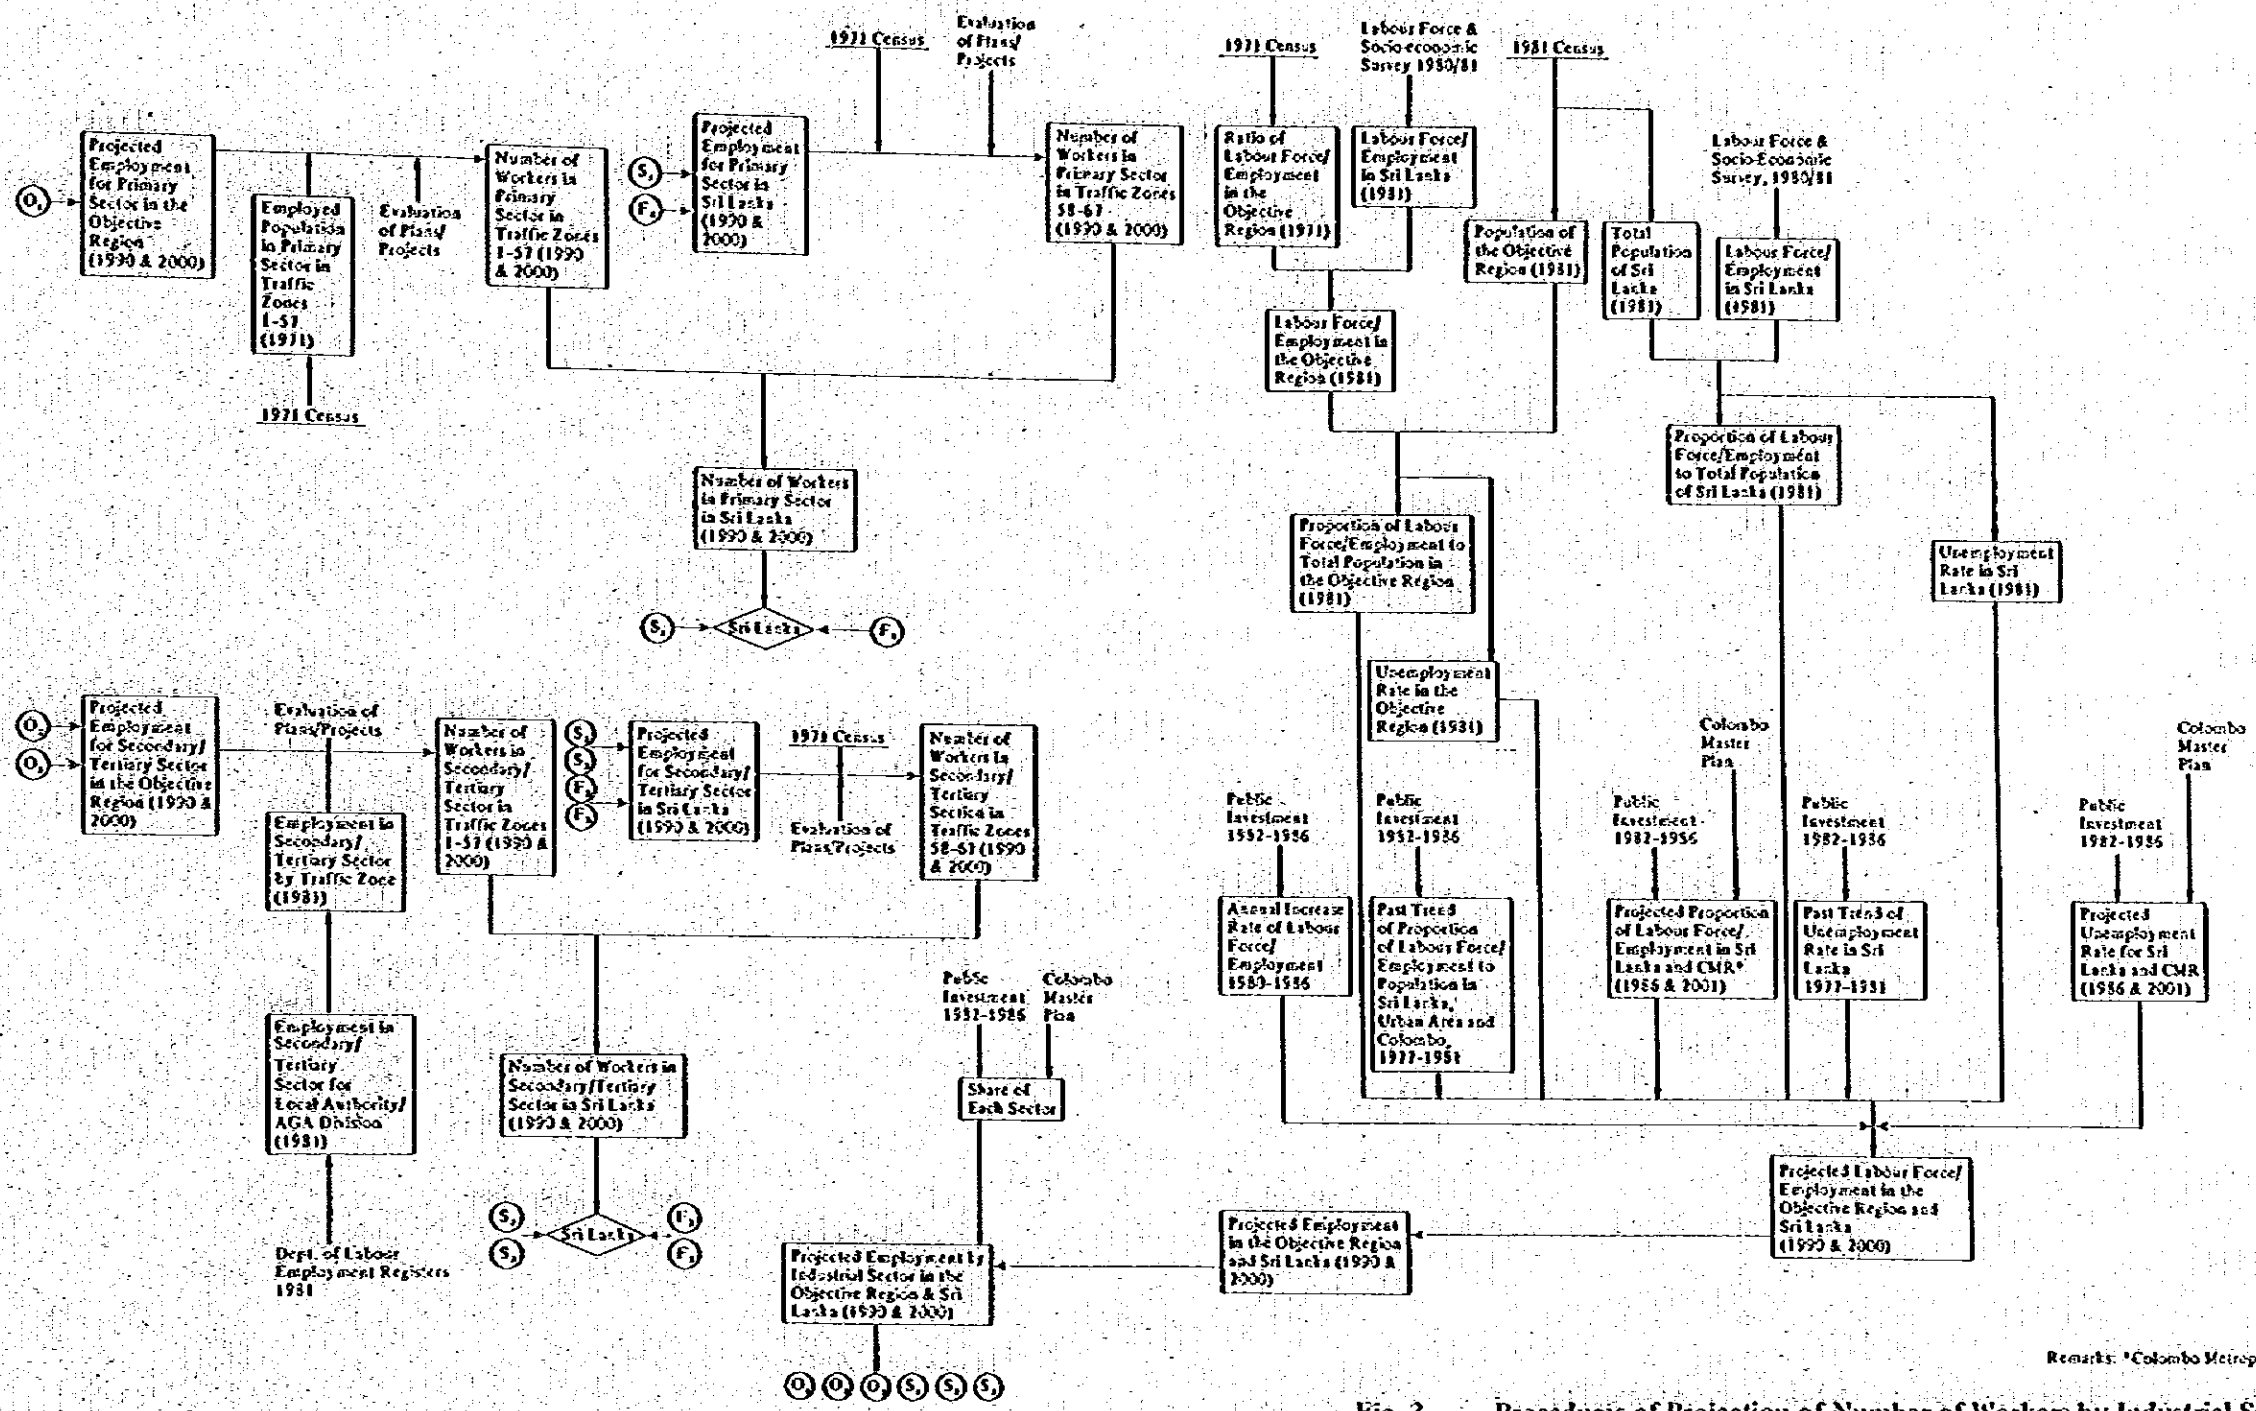 1971 Census
Evaluation
of Plans/
Projects
1971 Census
Labour Force &
Socio-economic
Survey 1980/81
1981 Census
Projected
Employment
for Primary
Sector in the
Objective
Region
(1990 & 2000)
Employed
Population
in Primary
Sector in
Traffic
Zones
1-57
(1971)
1971 Census
Evaluation
of Plans/
Projects
Number of
Workers in
Primary
Sector in
Traffic Zones
1-57 (1990
& 2000)
Projected
Employment
for Primary
Sector in
Sri Lanka
(1990 &
2000)
Number of
Workers in
Primary Sector
in Traffic Zones
58-67
(1990 & 2000)
Ratio of
Labour Force/
Employment
in the
Objective
Region (1971)
Labour Force/
Employment
in Sri Lanka
(1981)
Population of
the Objective
Region (1981)
Total
Population
of Sri
Lanka
(1981)
Labour Force &
Socio-Economic
Survey, 1980/81
Labour Force/
Employment
in Sri Lanka
(1981)
Labour Force/
Employment in
the Objective
Region (1981)
Proportion of Labour
Force/Employment
to Total Population
of Sri Lanka (1981)
Number of Workers
in Primary Sector
in Sri Lanka
(1990 & 2000)
Sri Lanka
Proportion of Labour
Force/Employment to
Total Population in
the Objective Region
(1981)
Unemployment
Rate in Sri
Lanka (1981)
Unemployment
Rate in the
Objective
Region (1981)
Projected
Employment
for Secondary/
Tertiary Sector
in the Objective
Region (1990 &
2000)
Evaluation of
Plans/Projects
Employment in
Secondary/
Tertiary Sector
by Traffic Zone
(1981)
Employment in
Secondary/
Tertiary
Sector for
Local Authority/
AGA Division
(1981)
Dept. of Labour
Employment Registers
1981
Number of
Workers in
Secondary/
Tertiary
Sector in
Traffic Zones
1-57 (1990 &
2000)
Projected
Employment
for Secondary/
Tertiary Sector
in Sri Lanka
(1990 & 2000)
1971 Census
Evaluation of
Plans/Projects
Number of
Workers in
Secondary/
Tertiary
Section in
Traffic Zones
58-67 (1990
& 2000)
Number of Workers in
Secondary/Tertiary
Sector in Sri Lanka
(1990 & 2000)
Sri Lanka
Public
Investment
1982-1986
Colombo
Master
Plan
Share of
Each Sector
Public
Investment
1982-1986
Public
Investment
1982-1986
Public
Investment
1982-1986
Colombo
Master
Plan
Public
Investment
1982-1986
Public
Investment
1982-1986
Colombo
Master
Plan
Annual Increase
Rate of Labour
Force/
Employment
1980-1986
Past Trend
of Proportion
of Labour Force/
Employment to
Population in
Sri Lanka,
Urban Area and
Colombo,
1977-1981
Projected Proportion
of Labour Force/
Employment in Sri
Lanka and CMR*
(1986 & 2001)
Past Trend of
Unemployment
Rate in Sri
Lanka
1977-1981
Projected
Unemployment
Rate for Sri
Lanka and CMR
(1986 & 2001)
Projected Labour Force/
Employment in the
Objective Region and
Sri Lanka
(1990 & 2000)
Projected Employment
in the Objective Region
and Sri Lanka (1990 &
2000)
Projected Employment by
Industrial Sector in the
Objective Region & Sri
Lanka (1990 & 2000)
Remarks: *Colombo Metrop
Procedures of Projection of Number of Workers by Industrial S